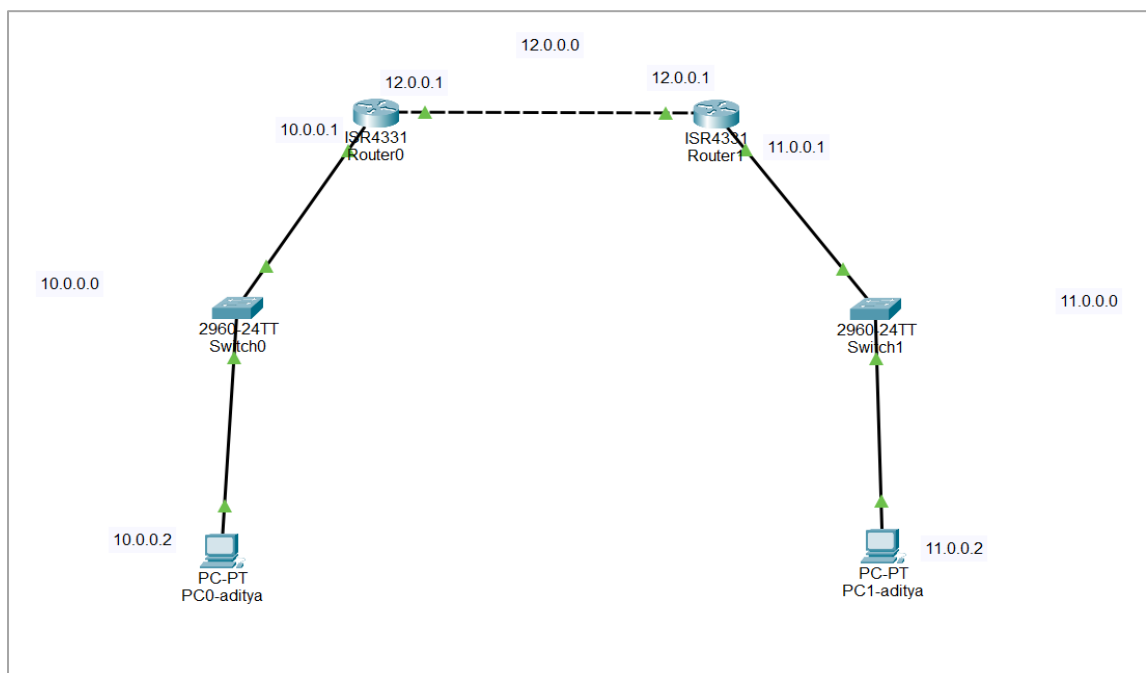 12.0.0.0
12.0.0.1
12.0.0.1
10.0.0.1
ISR4331
Router0
ISR4331
Router1
11.0.0.1
10.0.0.0
11.0.0.0
2960-24TT
Switch0
2960-24TT
Switch1
10.0.0.2
PC-PT
PC0-aditya
11.0.0.2
PC-PT
PC1-aditya